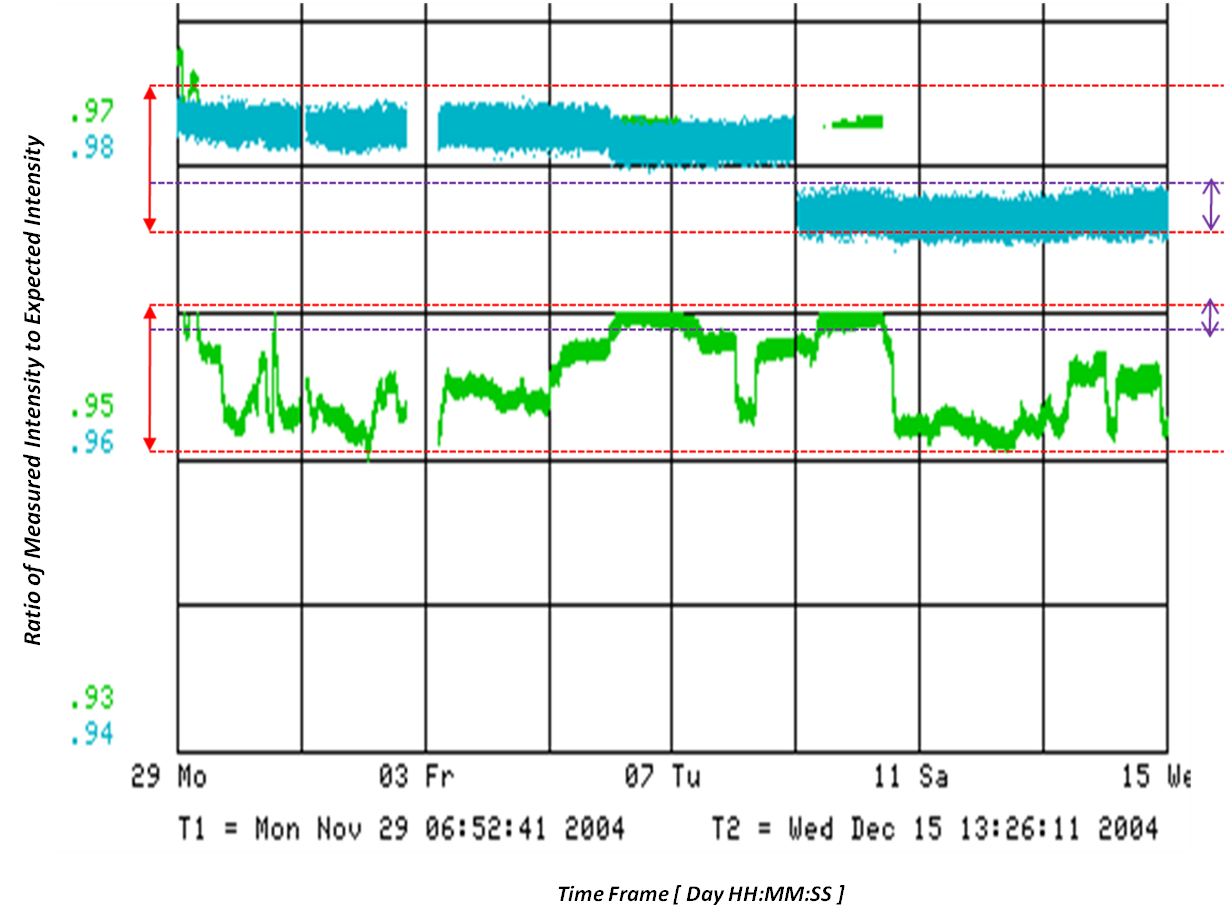 Ratio of Measured Intensity to Expected Intensity
.97
.98
.95
.96
.93
.94
29 Mo 03 Fr 07 Tu 11 Sa 15 We
T1 = Mon Nov 29 06:52:41 2004 T2 = Wed Dec 15 13:26:11 2004
Time Frame [ Day HH:MM:SS ]